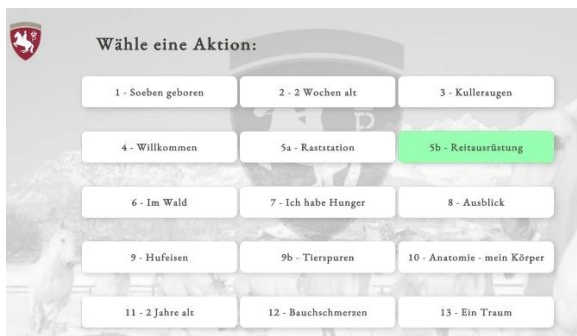 Wähle eine Aktion:
1 - Soeben geboren
2 - 2 Wochen alt
3 - Kulleraugen
4 - Willkommen
5a - Raststation
5b - Reitausrüstung
6 - Im Wald
7 - Ich habe Hunger
8 - Ausblick
9 - Hufeisen
9b - Tierspuren
10 - Anatomie - mein Körper
11 - 2 Jahre alt
12 - Bauchschmerzen
13 - Ein Traum